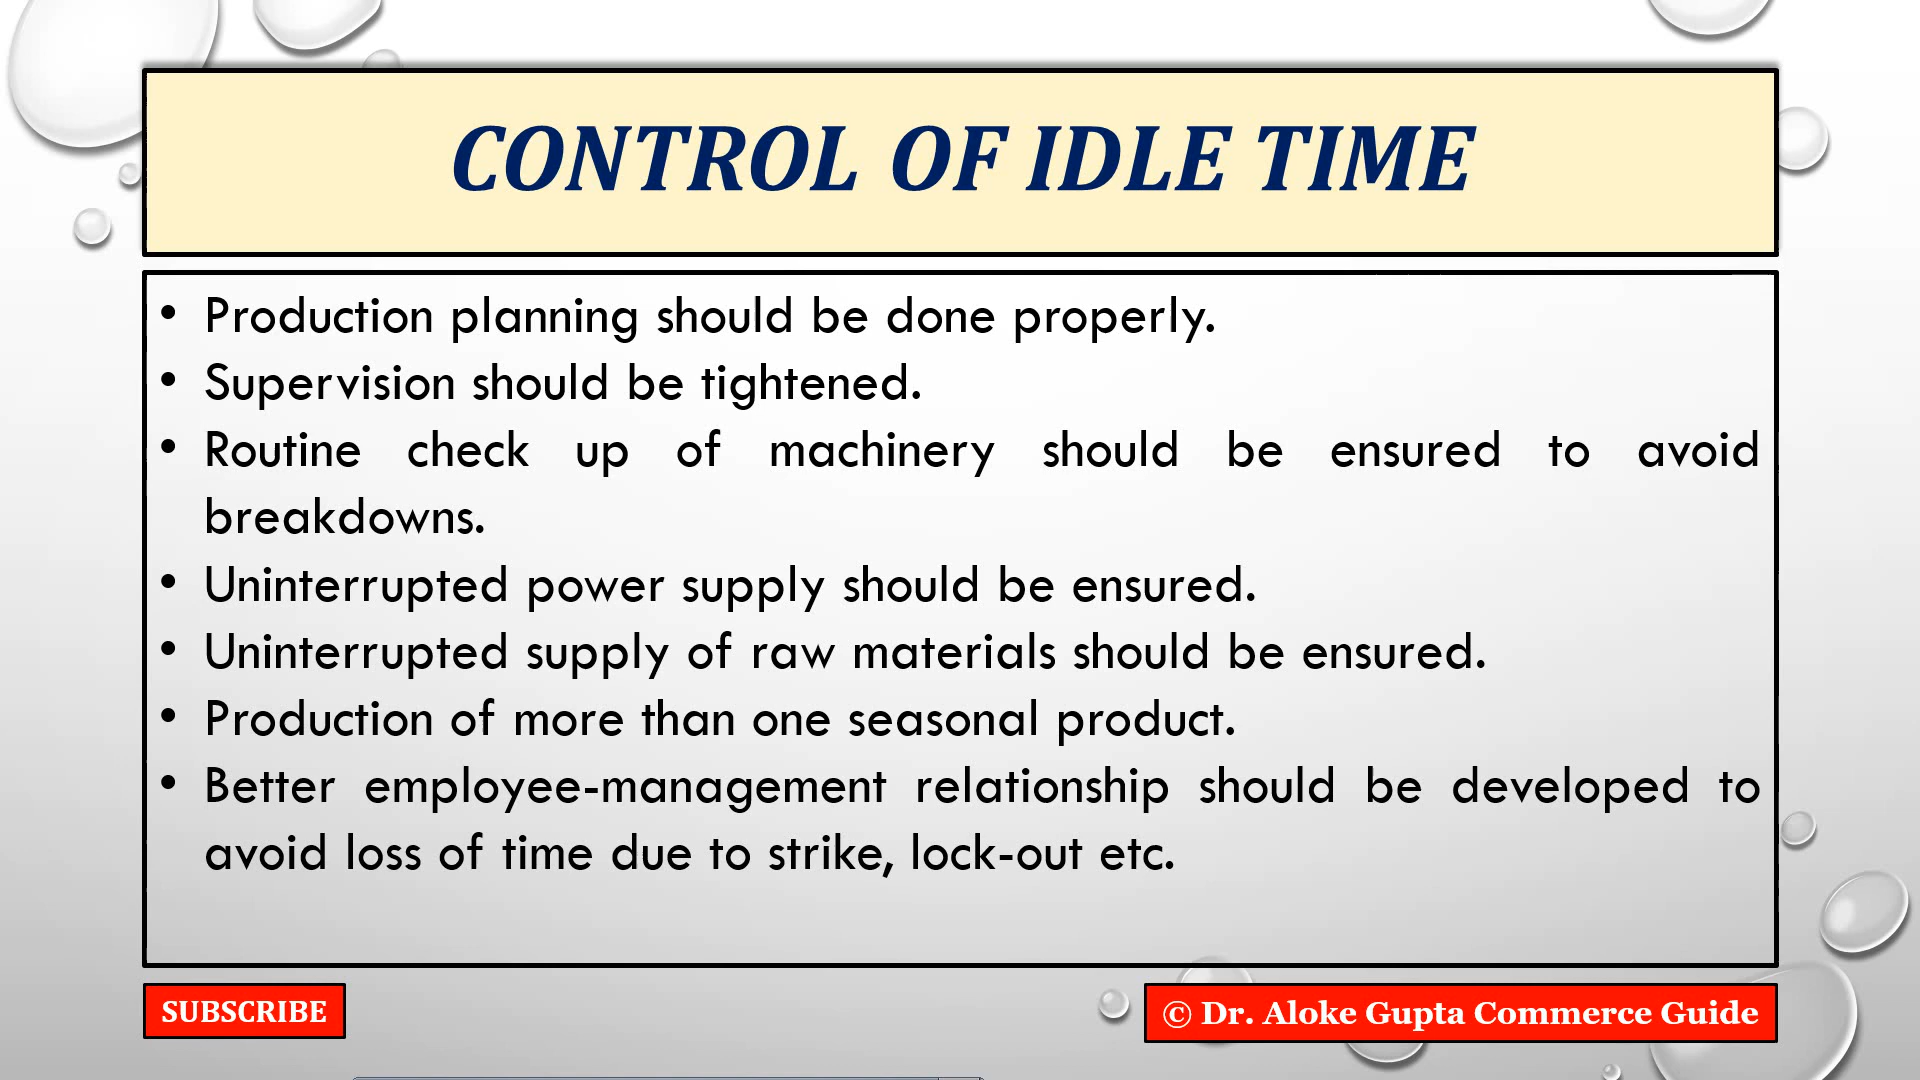 CONTROL OF IDLE TIME
• Production planning should be done properly.
• Supervision should be tightened.
• Routine check up of machinery should be ensured to avoid
breakdowns.
• Uninterrupted power supply should be ensured.
• Uninterrupted supply of raw materials should be ensured.
• Production of more than one seasonal product.
• Better employee-management relationship should be developed to
avoid loss of time due to strike, lock-out etc.
SUBSCRIBE
© Dr. Aloke Gupta Commerce Guide